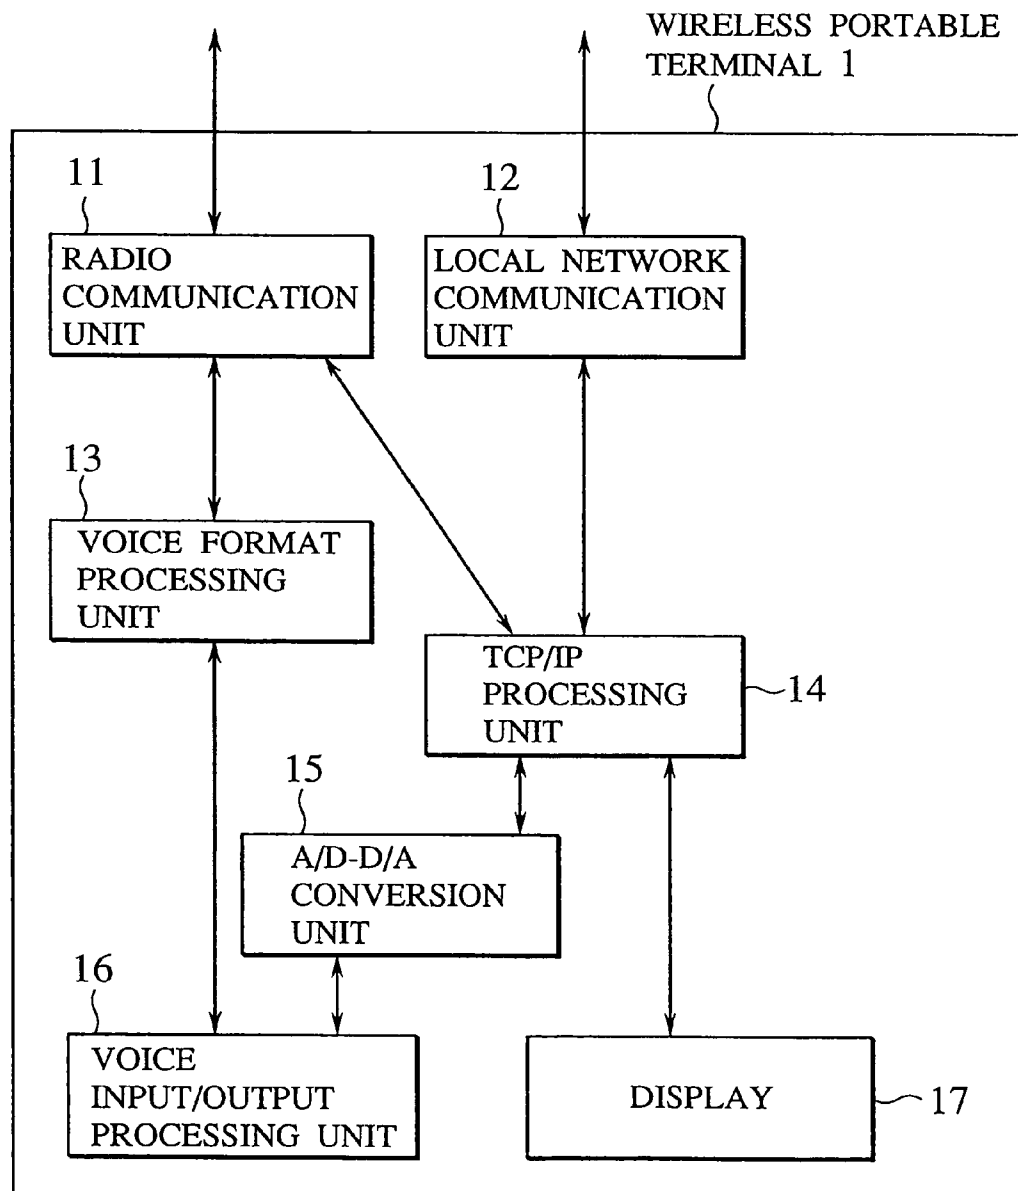 WIRELESS PORTABLE
TERMINAL 1
11
12
RADIO
COMMUNICATION
UNIT
LOCAL NETWORK
COMMUNICATION
UNIT
13
VOICE FORMAT
PROCESSING
UNIT
TCP/IP
PROCESSING
UNIT
14
15
A/D-D/A
CONVERSION
UNIT
16
VOICE
INPUT/OUTPUT
PROCESSING UNIT
DISPLAY
17